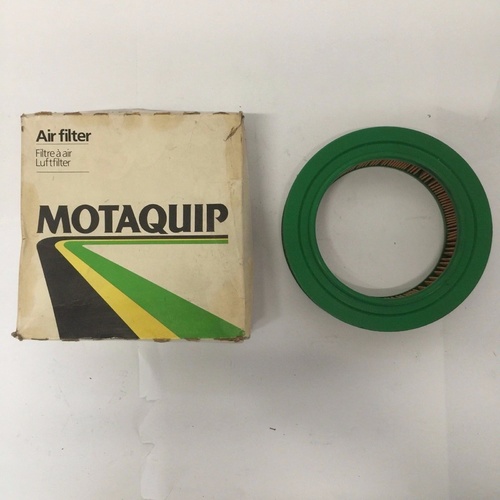 Air filter
Filtre à air
Luftfilter
MOTAQUIP